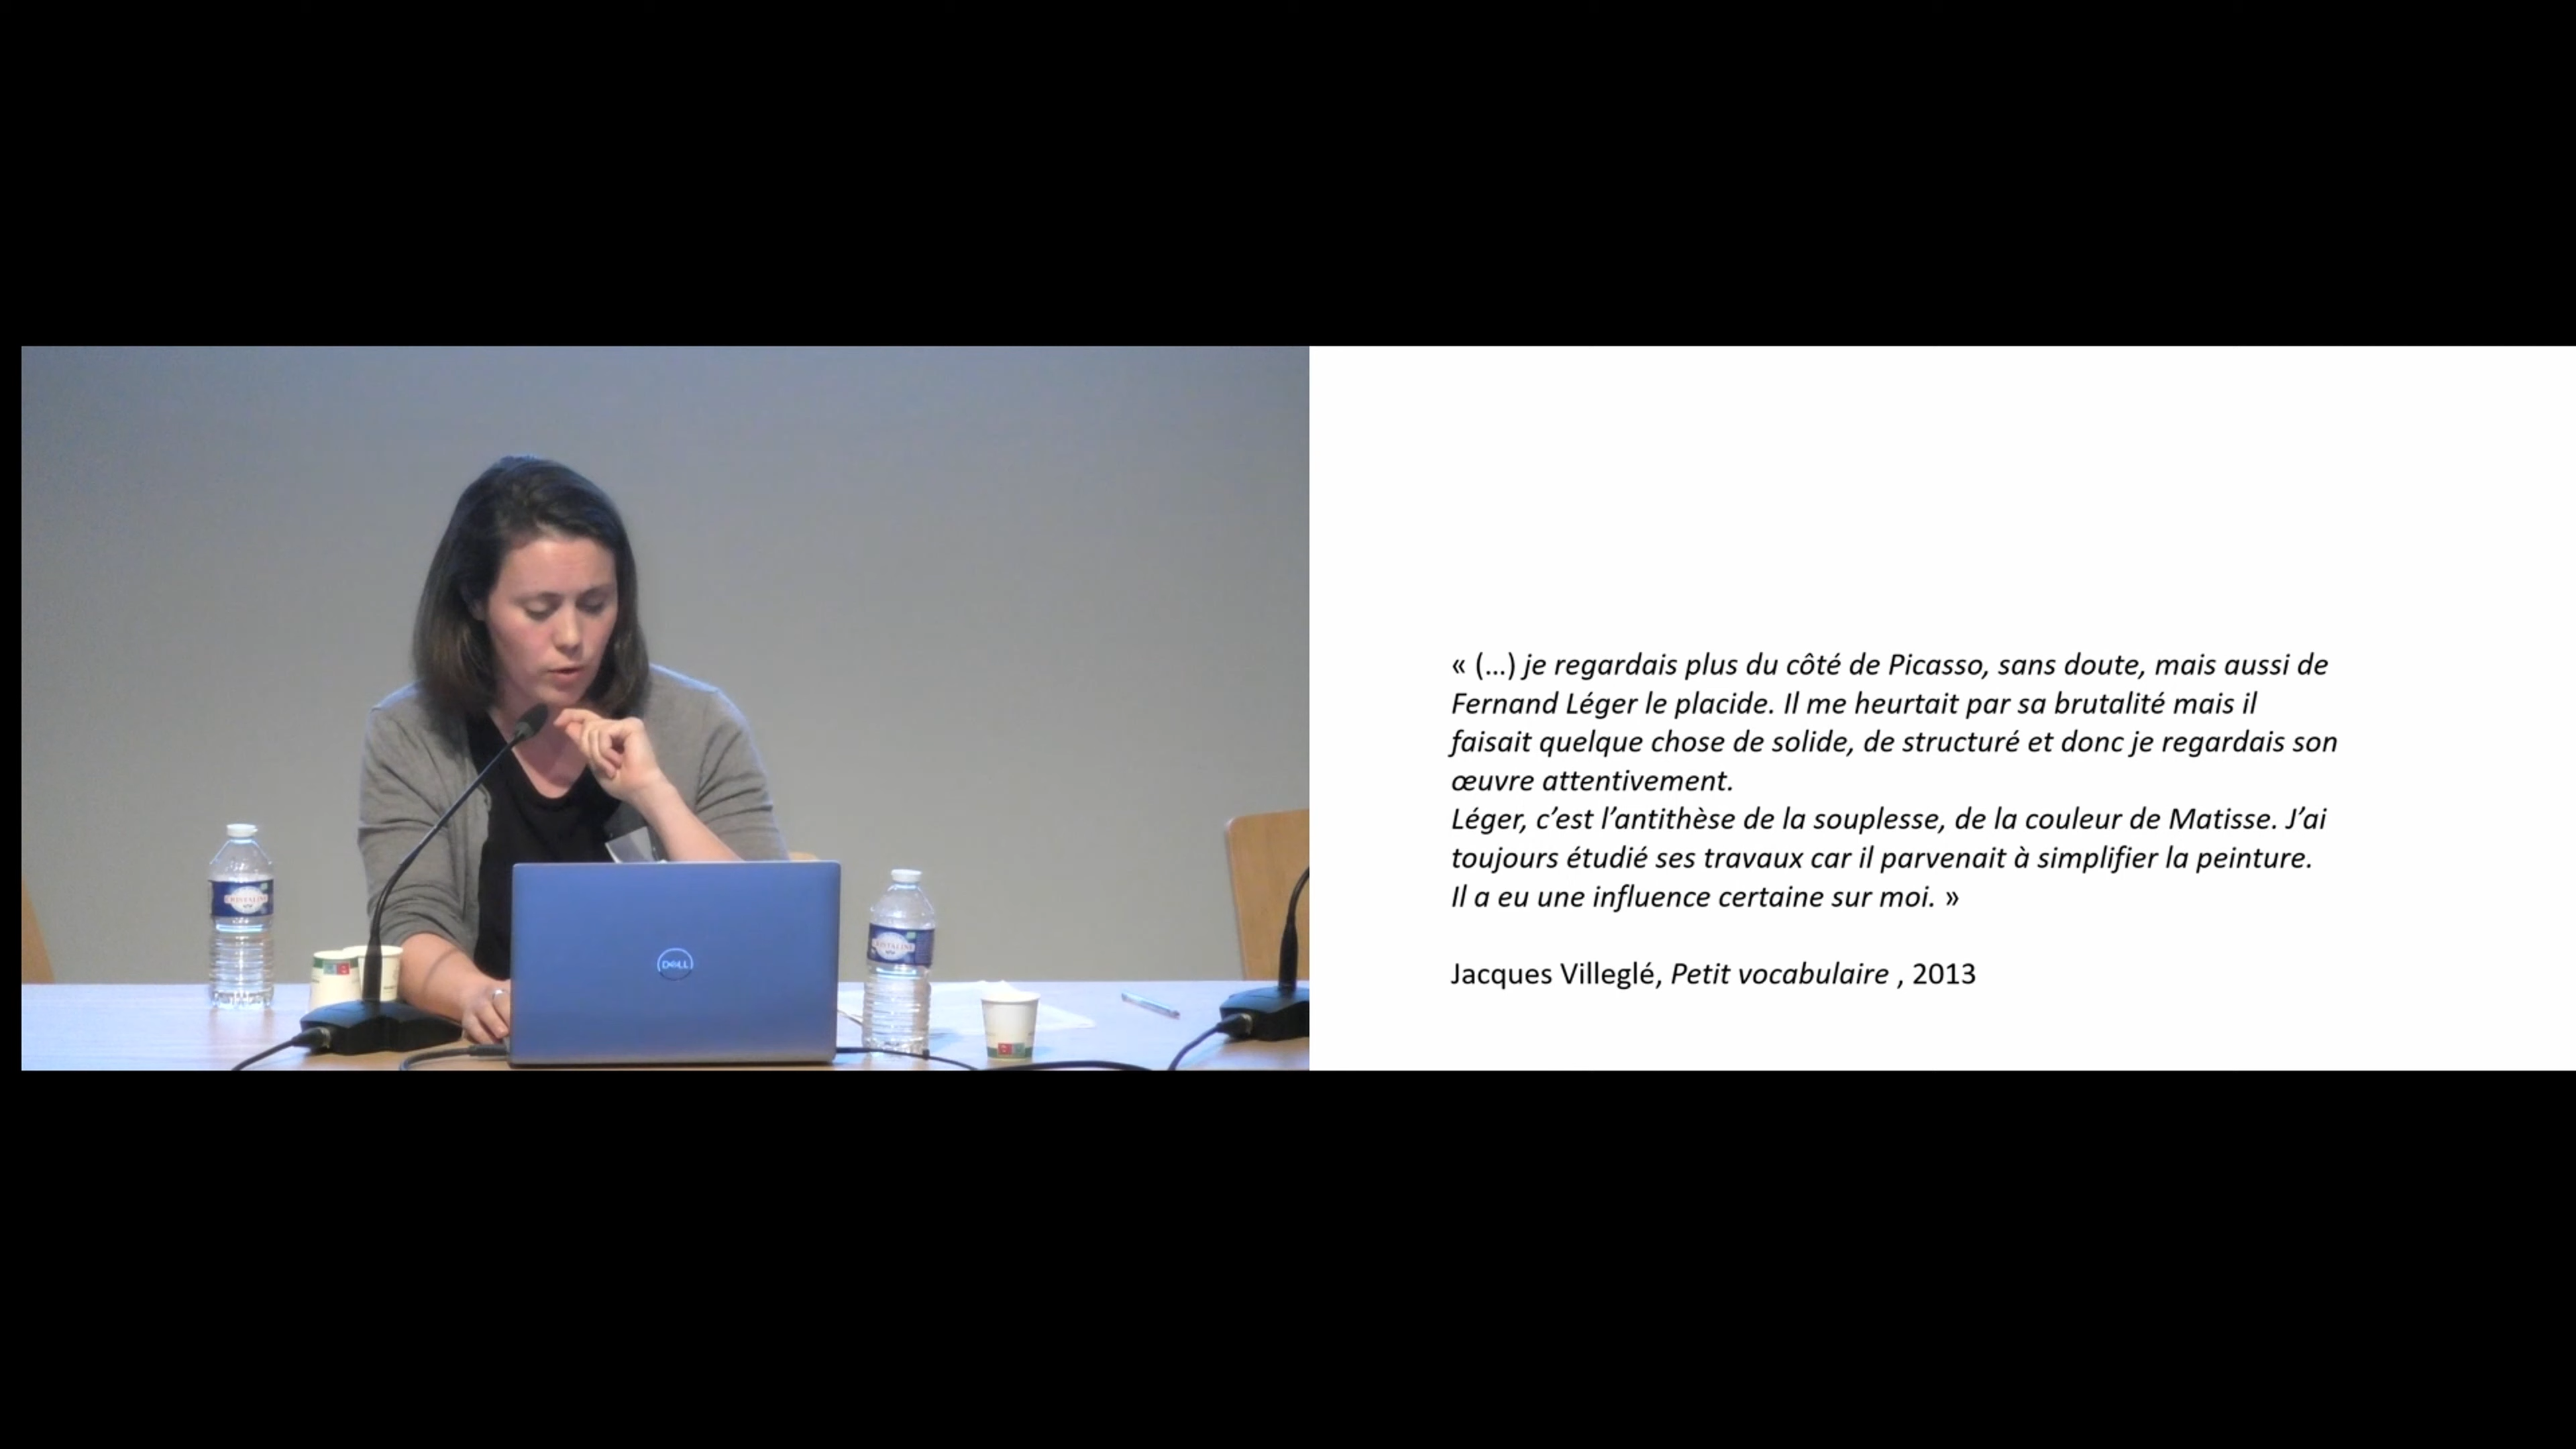 « (…) je regardais plus du côté de Picasso, sans doute, mais aussi de
Fernand Léger le placide. Il me heurtait par sa brutalité mais il
faisait quelque chose de solide, de structuré et donc je regardais son
œuvre attentivement.
Léger, c’est l’antithèse de la souplesse, de la couleur de Matisse. J’ai
toujours étudié ses travaux car il parvenait à simplifier la peinture.
Il a eu une influence certaine sur moi. »
Jacques Villeglé, Petit vocabulaire , 2013
DELL
CRISTALINE
CRISTALINE